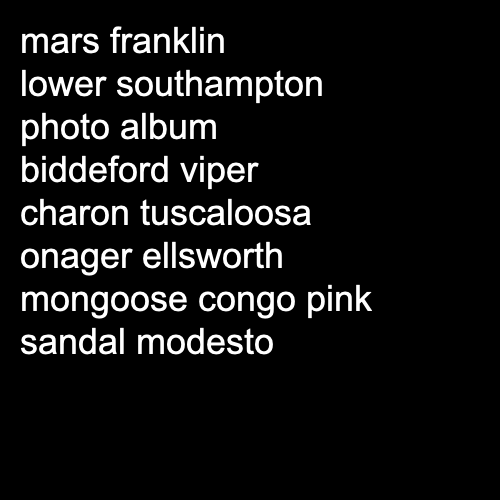 mars franklin
lower southampton
photo album
biddeford viper
charon tuscaloosa
onager ellsworth
mongoose congo pink
sandal modesto